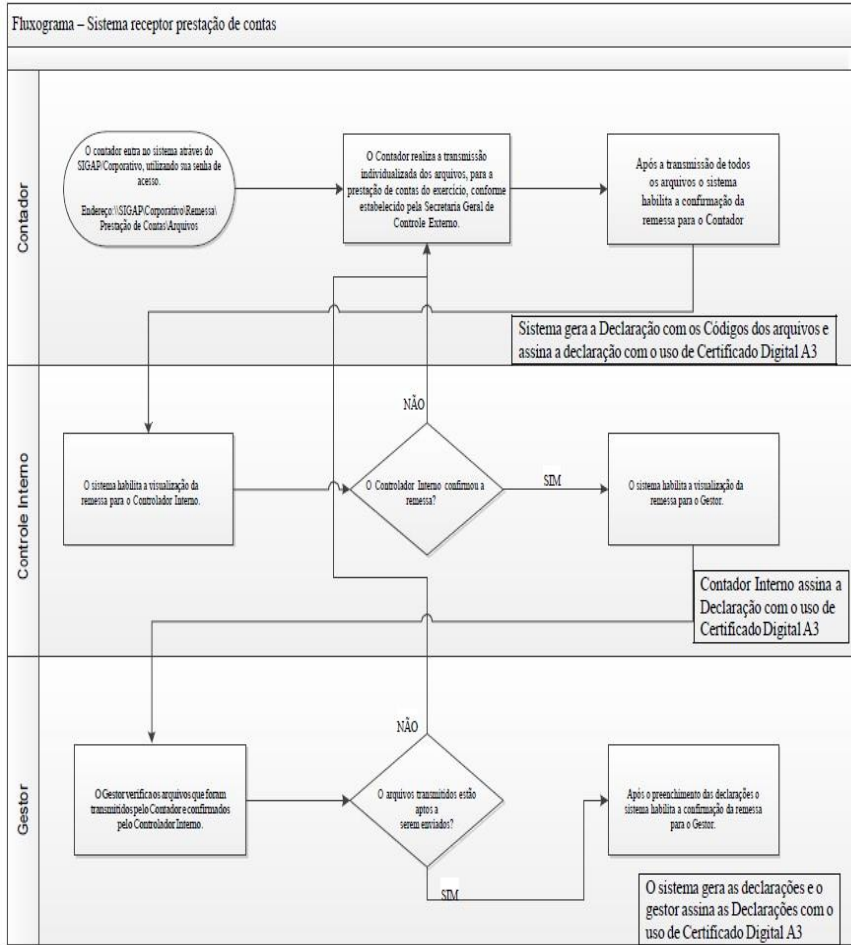 Fluxograma – Sistema receptor prestação de contas
Contador
O contador entra no sistema atráves do
SIGAP/Corporativo, utilizando sua senha de
acesso.
Endereço:\\SIGAP\Corporativo\Remessa\
Prestação de Contas\Arquivos
O Contador realiza a transmissão
individualizada dos arquivos, para a
prestação de contas do exercício, conforme
estabelecido pela Secretaria Geral de
Controle Externo.
Após a transmissão de todos
os arquivos o sistema
habilita a confirmação da
remessa para o Contador
Sistema gera a Declaração com os Códigos dos arquivos e
assina a declaração com o uso de Certificado Digital A3
Controle Interno
NÃO
O sistema habilita a visualização da
remessa para o Controlador Interno.
O Controlador Interno confirmou a
remessa?
SIM
O sistema habilita a visualização da
remessa para o Gestor.
Contador Interno assina a
Declaração com o uso de
Certificado Digital A3
Gestor
NÃO
O Gestor verifica os arquivos que foram
transmitidos pelo Contador e confirmados
pelo Controlador Interno.
O arquivos transmitidos estão
aptos a
serem enviados?
Após o preenchimento das declarações o
sistema habilita a confirmação da remessa
para o Gestor.
SIM
O sistema gera as declarações e o
gestor assina as Declarações com o
uso de Certificado Digital A3